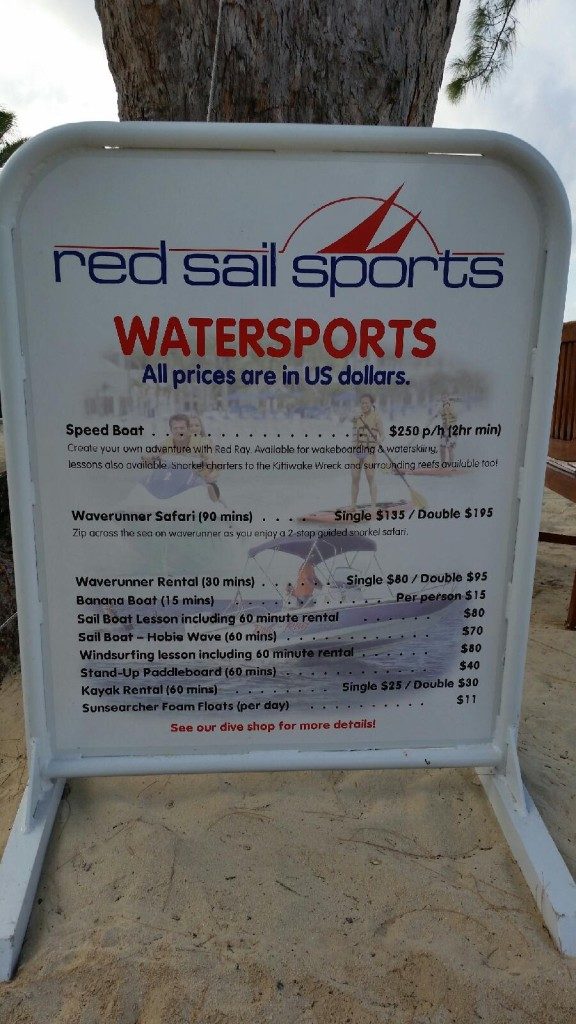 red sail sports
WATERSPORTS
All prices are in US dollars.
Speed Boat . . . . . . . . . . . . . . . . . . . $250 p/h (2hr min)
Create your own adventure with Red Ray. Available for wakeboarding & waterskiing,
lessons also available. Snorkel charters to the Kittiwake Wreck and surrounding reefs available too!
Waverunner Safari (90 mins) . . . . Single $135 / Double $195
Zip across the sea on waverunner as you enjoy a 2-stop guided snorkel safari.
Waverunner Rental (30 mins) . . . . . . . Single $80 / Double $95
Banana Boat (15 mins) . . . . . . . . . . . . . . Per person $15
Sail Boat Lesson including 60 minute rental . . . . . . . $80
Sail Boat – Hobie Wave (60 mins) . . . . . . . . . . . . $70
Windsurfing lesson including 60 minute rental . . . . . . $80
Stand-Up Paddleboard (60 mins) . . . . . . . . . . . . . $40
Kayak Rental (60 mins) . . . . . . . . . Single $25 / Double $30
Sunsearcher Foam Floats (per day) . . . . . . . . . . . $11
See our dive shop for more details!